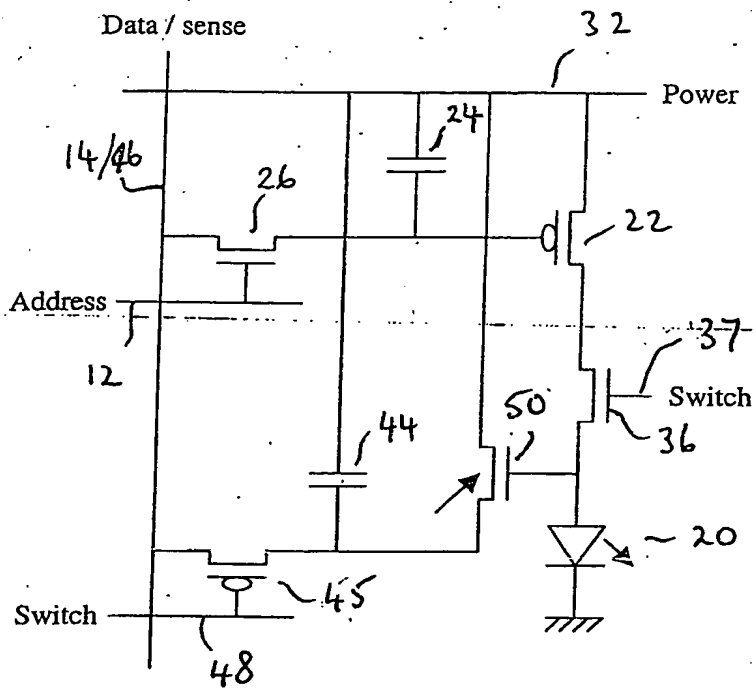 Data / sense
32
Power
24
14/46
26
22
Address
12
37
Switch
50
36
44
20
45
Switch
48